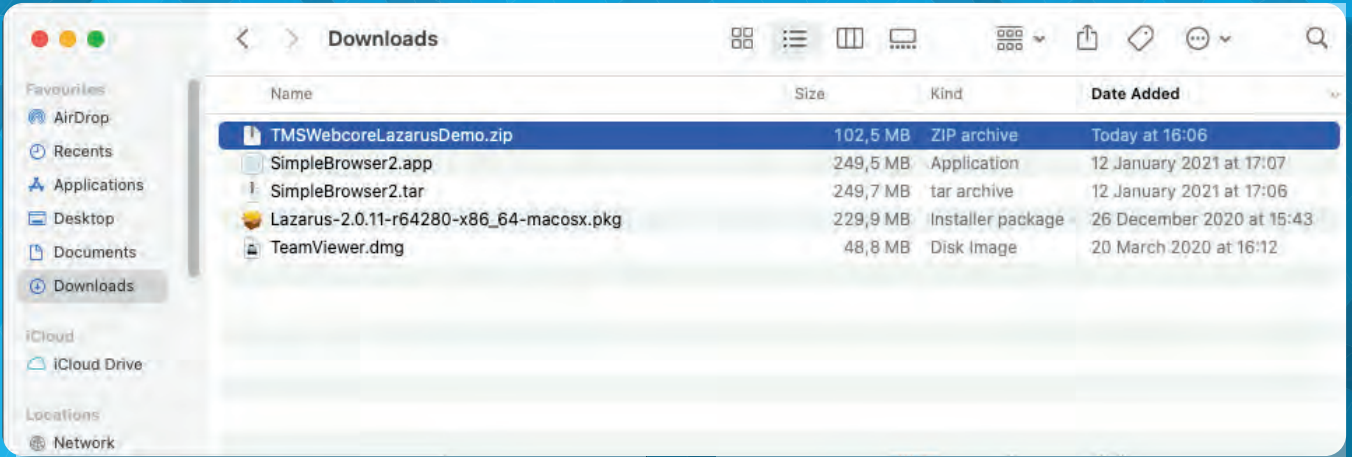 Downloads
Favourites
AirDrop
Recents
Applications
Desktop
Documents
Downloads
iCloud
iCloud Drive
Locations
Network
Name Size Kind Date Added
TMSWebcoreLazarusDemo.zip 102,5 MB ZIP archive Today at 16:06
SimpleBrowser2.app 249,5 MB Application 12 January 2021 at 17:07
SimpleBrowser2.tar 249,7 MB tar archive 12 January 2021 at 17:06
Lazarus-2.0.11-r64280-x86_64-macosx.pkg 229,9 MB Installer package 26 December 2020 at 15:43
TeamViewer.dmg 48,8 MB Disk Image 20 March 2020 at 16:12